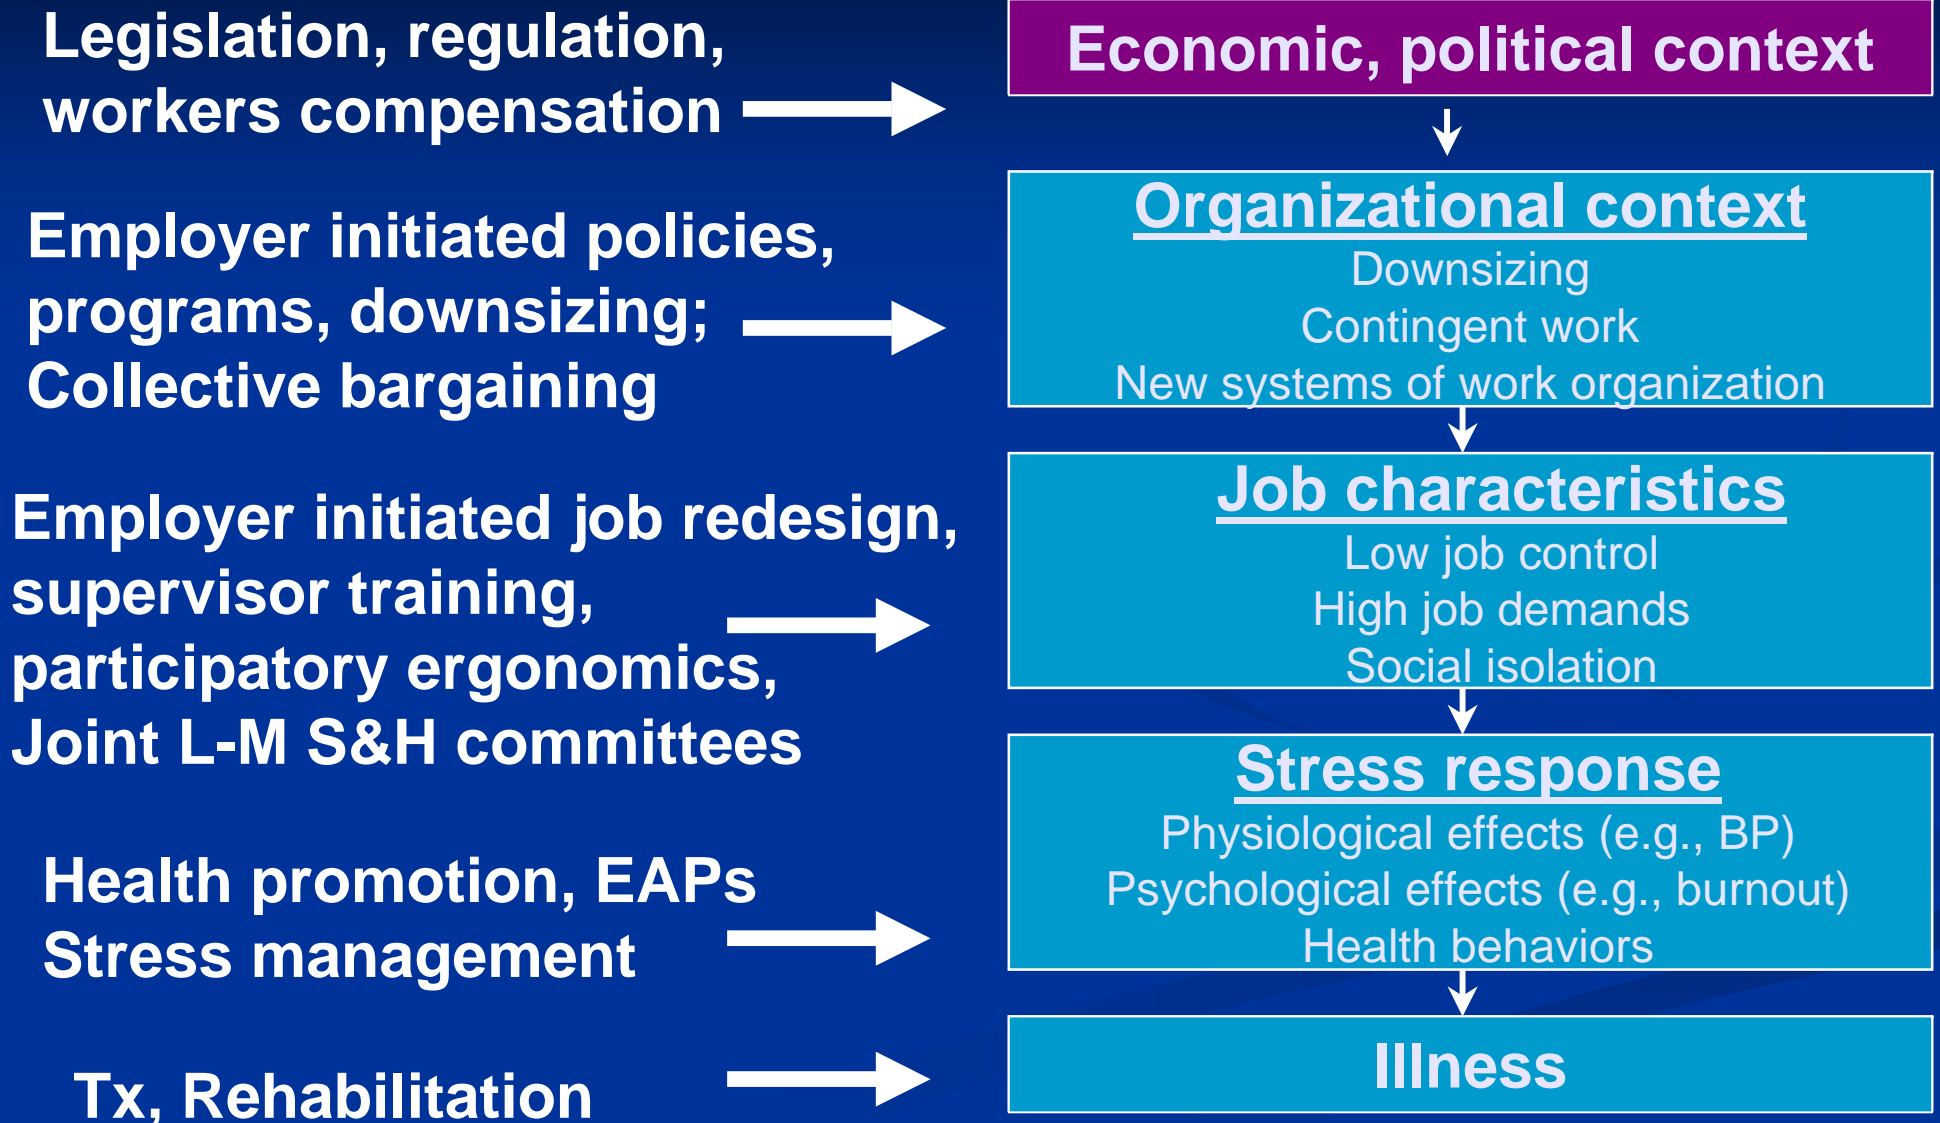 Legislation, regulation,
workers compensation
Economic, political context
Employer initiated policies,
programs, downsizing;
Collective bargaining
Organizational context
Downsizing
Contingent work
New systems of work organization
Employer initiated job redesign,
supervisor training,
participatory ergonomics,
Joint L-M S&H committees
Job characteristics
Low job control
High job demands
Social isolation
Health promotion, EAPs
Stress management
Stress response
Physiological effects (e.g., BP)
Psychological effects (e.g., burnout)
Health behaviors
Tx, Rehabilitation
Illness